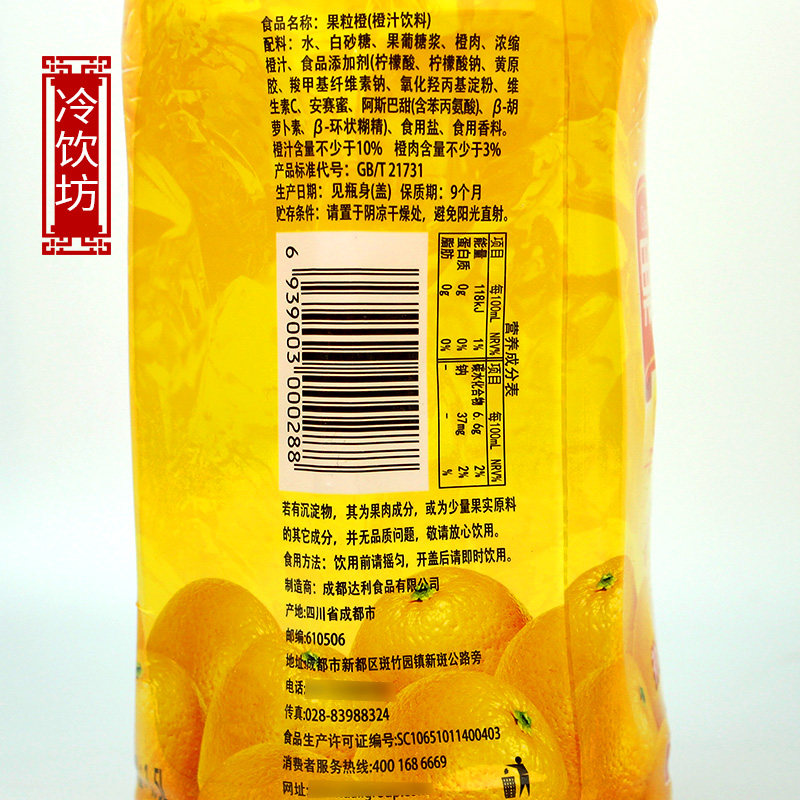 冷饮坊
食品名称：果粒橙(橙汁饮料)
配料：水、白砂糖、果葡糖浆、橙肉、浓缩
橙汁、食品添加剂(柠檬酸、柠檬酸钠、黄原
胶、羧甲基纤维素钠、氧化羟丙基淀粉、维
生素C、安赛蜜、阿斯巴甜(含苯丙氨酸)、β-胡
萝卜素、β-环状糊精)、食用盐、食用香料。
橙汁含量不少于10% 橙肉含量不少于3%
产品标准代号：GB/T 21731
生产日期：见瓶身(盖) 保质期：9个月
贮存条件：请置于阴凉干燥处，避免阳光直射。
6 939003 000288
营养成分表
项目 每100mL NRV% 项目 每100mL NRV%
能量 118kJ 1% 碳水化合物 6.6g 2%
蛋白质 0g 0% 钠 37mg 2%
脂肪 0g 0% - - %
若有沉淀物，其为果肉成分，或为少量果实原料
的其它成分，并无品质问题，敬请放心饮用。
食用方法：饮用前请摇匀，开盖后请即时饮用。
制造商：成都达利食品有限公司
产地:四川省成都市
邮编:610506
地址:成都市新都区斑竹园镇新斑公路旁
电话:
传真:028-83988324
食品生产许可证编号:SC10651011400403
消费者服务热线:400 168 6669
网址: